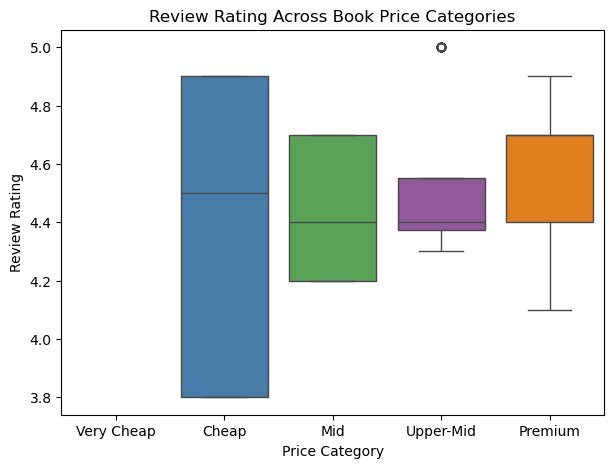 Review Rating Across Book Price Categories
5.0
4.8
4.6
4.4
4.2
4.0
3.8
Review Rating
Very Cheap Cheap Mid Upper-Mid Premium
Price Category